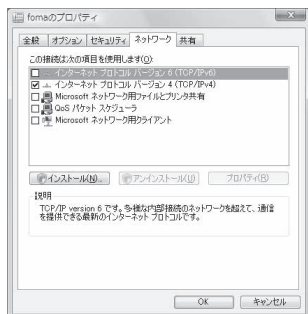 fomaのプロパティ
全般 オプション セキュリティ ネットワーク 共有
この接続は次の項目を使用します(O):
インターネット プロトコル バージョン 6 (TCP/IPv6)
インターネット プロトコル バージョン 4 (TCP/IPv4)
Microsoft ネットワーク用ファイルとプリンタ共有
QoS パケット スケジューラ
Microsoft ネットワーク用クライアント
インストール(N)... アンインストール(U) プロパティ(R)
説明
TCP/IP version 6 です。多様な内部接続のネットワークを超えて、通信
を提供できる最新のインターネット プロトコルです。
OK キャンセル